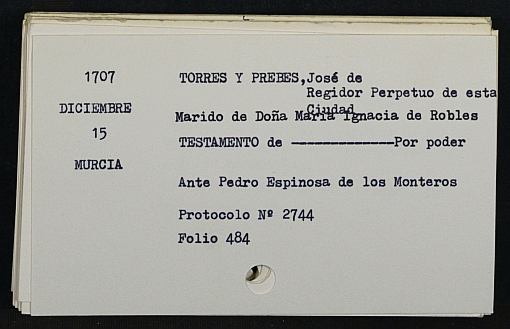 1707
DICIEMBRE
15
MURCIA
TORRES Y PREBES,José de
Regidor Perpetuo de esta
Ciudad
Marido de Doña Maria Ignacia de Robles
TESTAMENTO de -------------Por poder
Ante Pedro Espinosa de los Monteros
Protocolo Nº 2744
Folio 484